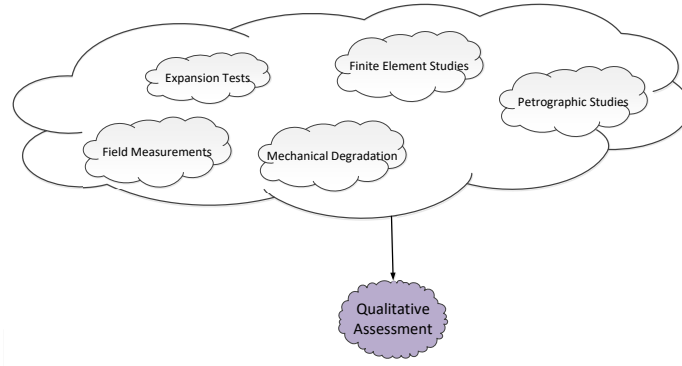 Finite Element Studies
Expansion Tests
Petrographic Studies
Field Measurements
Mechanical Degradation
Qualitative
Assessment